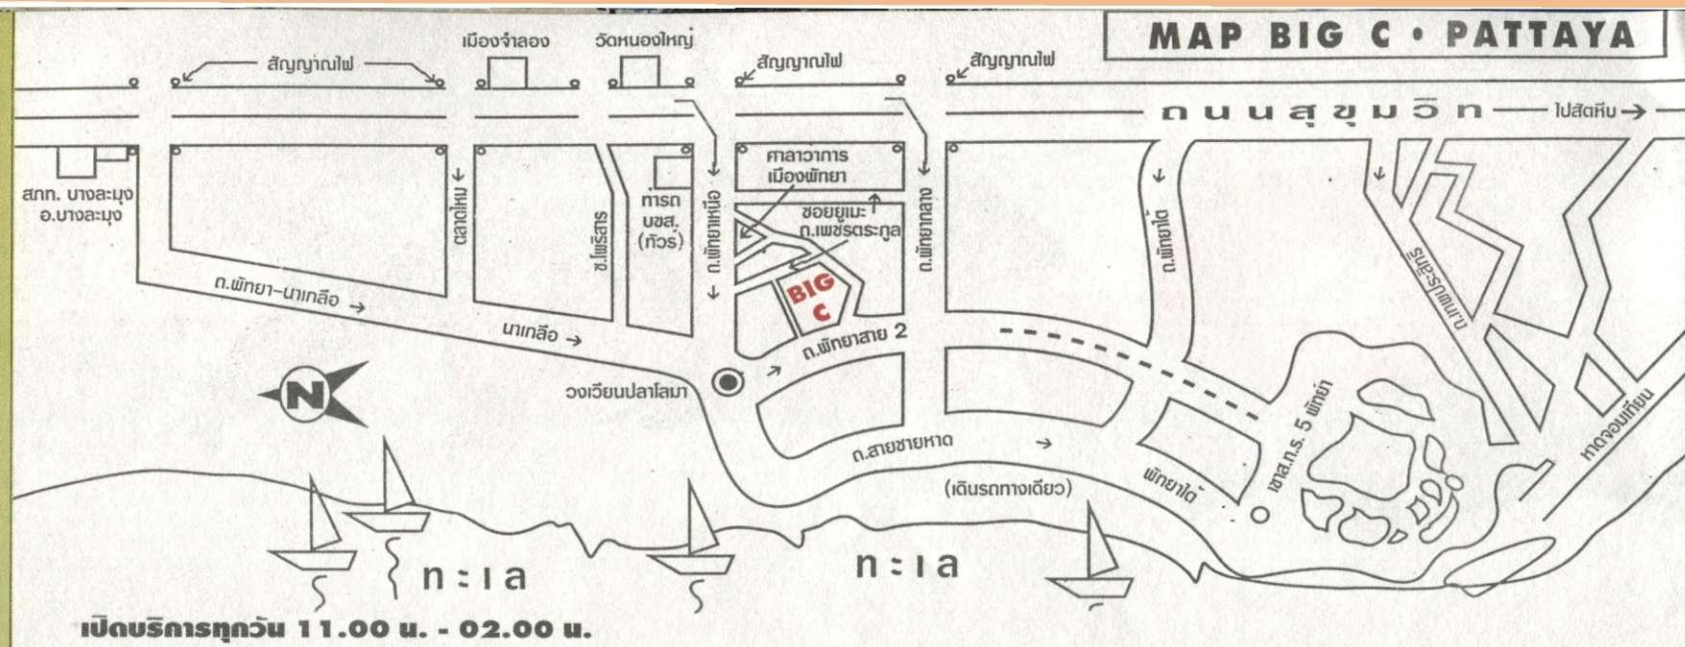 MAP BIG C • PATTAYA
เมืองจำลอง
วัดหนองใหญ่
สัญญาณไฟ
สัญญาณไฟ
สัญญาณไฟ
ถนนสุขุมวิท
ไปสัตหีบ
สภท. บางละมุง
อ.บางละมุง
ตลาดใหม่
ซ.โพธิสาร
ท่ารถ
บขส.
(ทัวร์)
ถ.พัทยาเหนือ
ศาลาว่าการ
เมืองพัทยา
ซอยยูเมะ
ถ.เพชรตระกูล
ถ.พัทยากลาง
ถ.พัทยาใต้
ถ.เทพประสิทธิ์
BIG
C
ถ.พัทยา-นาเกลือ
นาเกลือ
ถ.พัทยาสาย 2
N
วงเวียนปลาโลมา
ถ.สายชายหาด
(เดินรถทางเดียว)
พัทยาใต้
เขาส.ท.ร. 5 พัทย์า
หาดจอมเทียน
ทะเล
ทะเล
เปิดบริการทุกวัน 11.00 น. - 02.00 น.